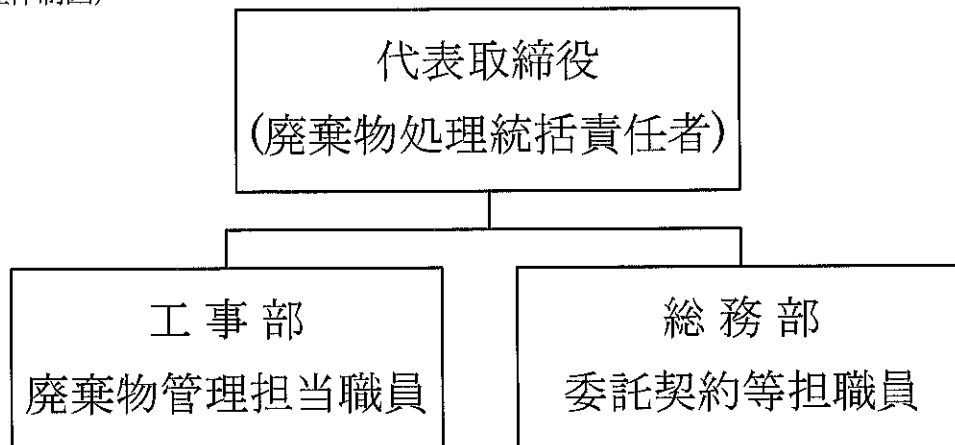 制図)
代表取締役
(廃棄物処理統括責任者)
工事部
廃棄物管理担当職員
総務部
委託契約等担職員